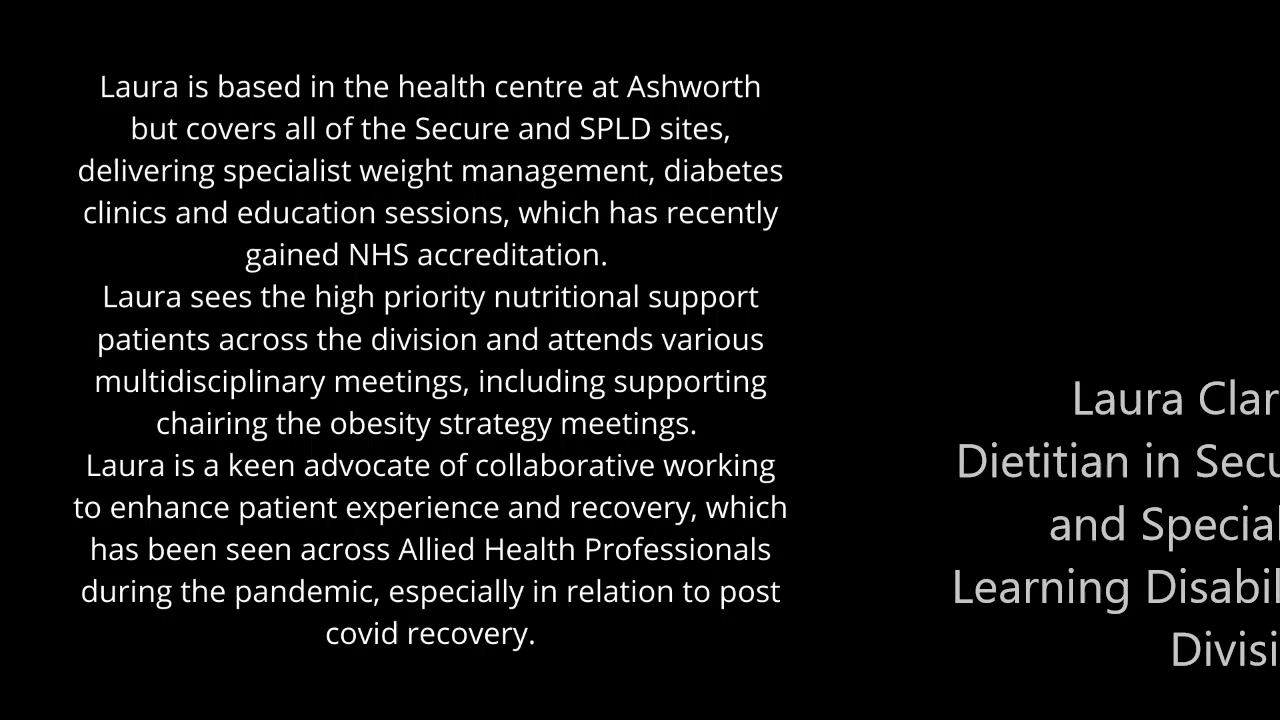 Laura is based in the health centre at Ashworth
but covers all of the Secure and SPLD sites,
delivering specialist weight management, diabetes
clinics and education sessions, which has recently
gained NHS accreditation.
Laura sees the high priority nutritional support
patients across the division and attends various
multidisciplinary meetings, including supporting
chairing the obesity strategy meetings.
Laura is a keen advocate of collaborative working
to enhance patient experience and recovery, which
has been seen across Allied Health Professionals
during the pandemic, especially in relation to post
covid recovery.
Laura
Dietitian in
and
Learning